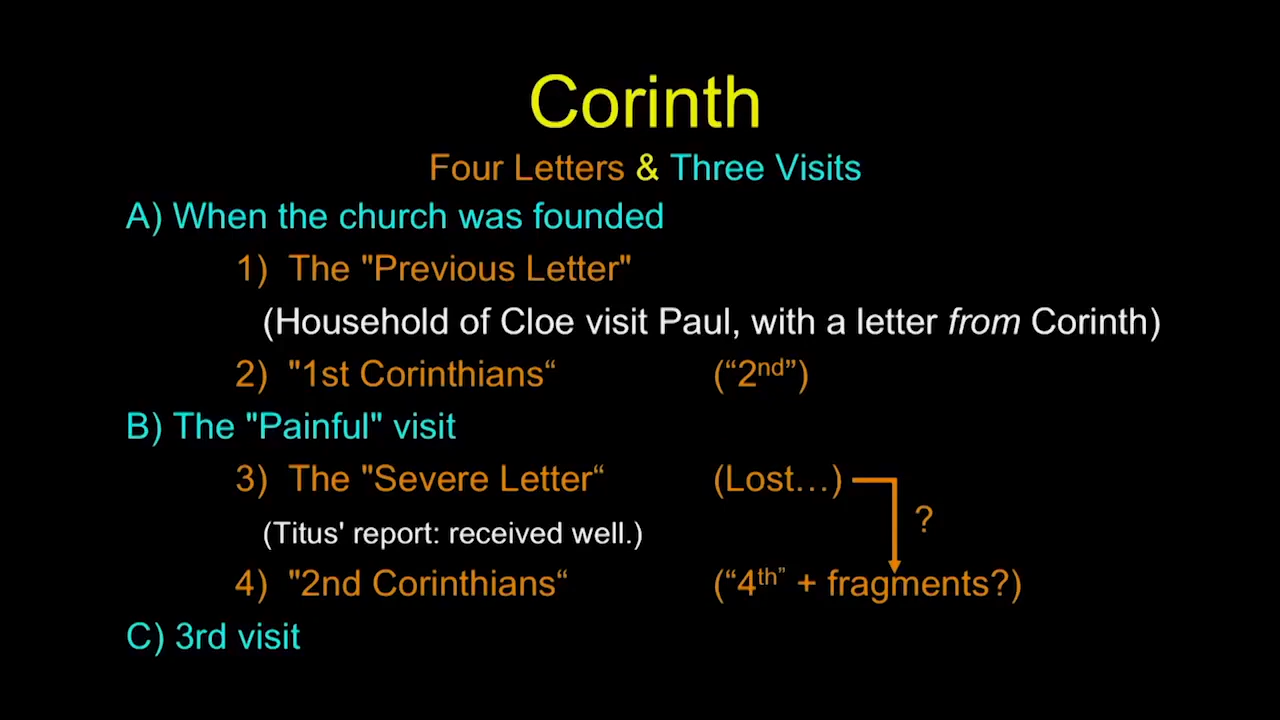 Corinth
Four Letters & Three Visits
A) When the church was founded
1) The "Previous Letter"
(Household of Cloe visit Paul, with a letter from Corinth)
2) "1st Corinthians“ (“2nd”)
B) The "Painful" visit
3) The "Severe Letter“ (Lost…)
?
(Titus' report: received well.)
4) "2nd Corinthians“ (“4th” + fragments?)
C) 3rd visit